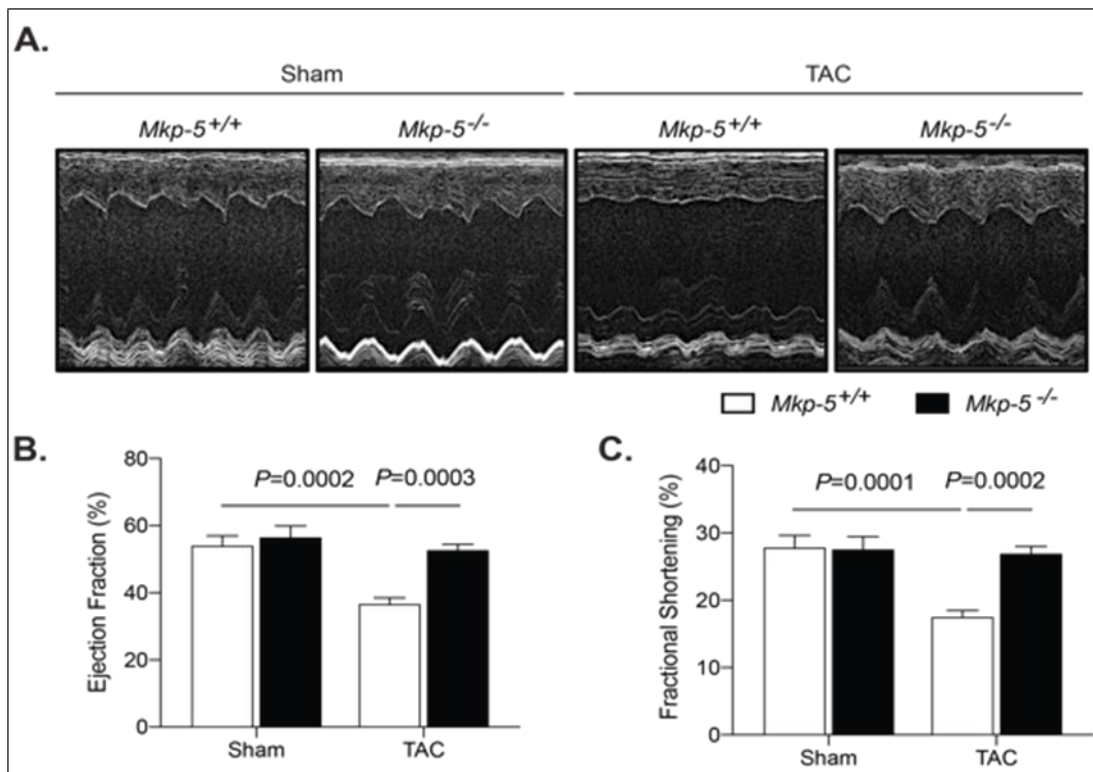 A.
Sham TAC
Mkp-5+/+ Mkp-5-/- Mkp-5+/+ Mkp-5-/-
Mkp-5+/+ Mkp-5-/-
B.
Ejection Fraction (%)
80
60
40
20
0
P=0.0002 P=0.0003
Sham TAC
C.
Fractional Shortening (%)
40
30
20
10
0
P=0.0001 P=0.0002
Sham TAC